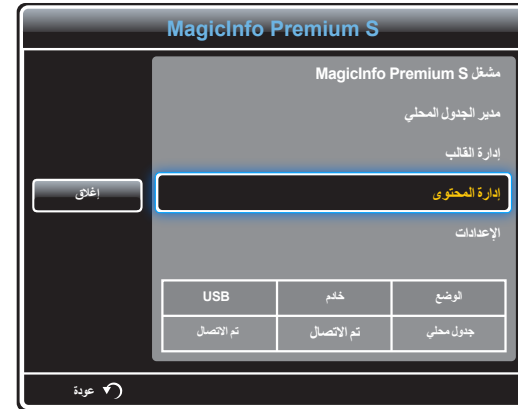 MagicInfo Premium S
مشغل MagicInfo Premium S
مدير الجدول المحلي
إدارة القالب
إدارة المحتوى
إغلاق
الإعدادات
الوضع خادم USB
جدول محلي تم الاتصال تم الاتصال
عودة